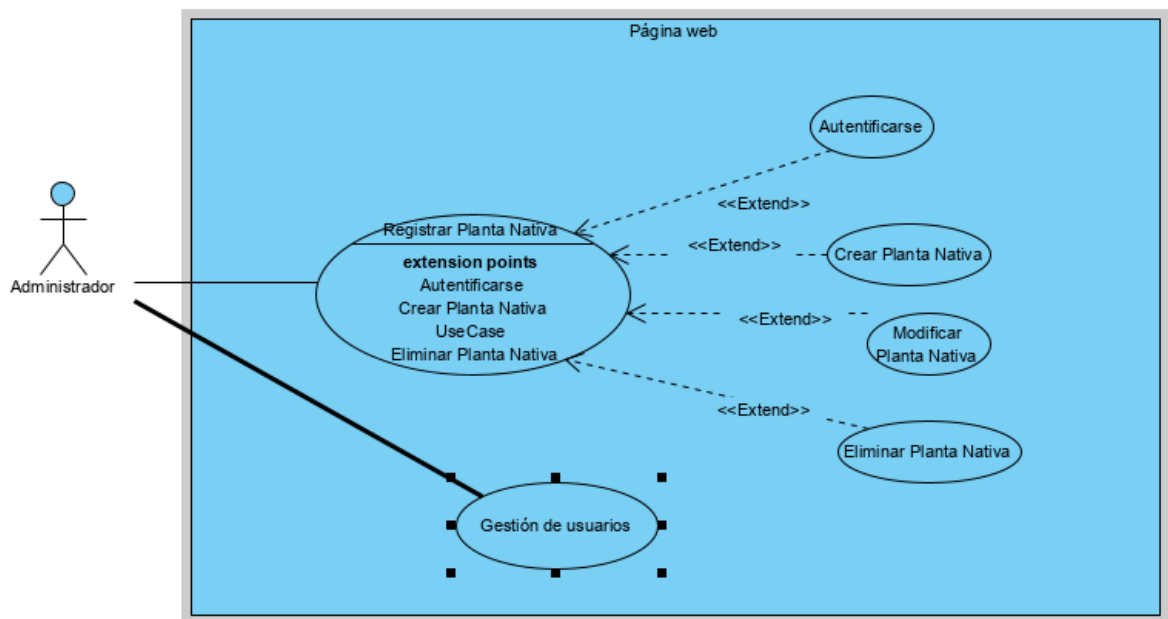 Página web
Autentificarse
<<Extend>>
Registrar Planta Nativa
<<Extend>>
Crear Planta Nativa
extension points
Autentificarse
Crear Planta Nativa
UseCase
Eliminar Planta Nativa
Administrador
<<Extend>>
Modificar
Planta Nativa
<<Extend>>
Eliminar Planta Nativa
Gestión de usuarios